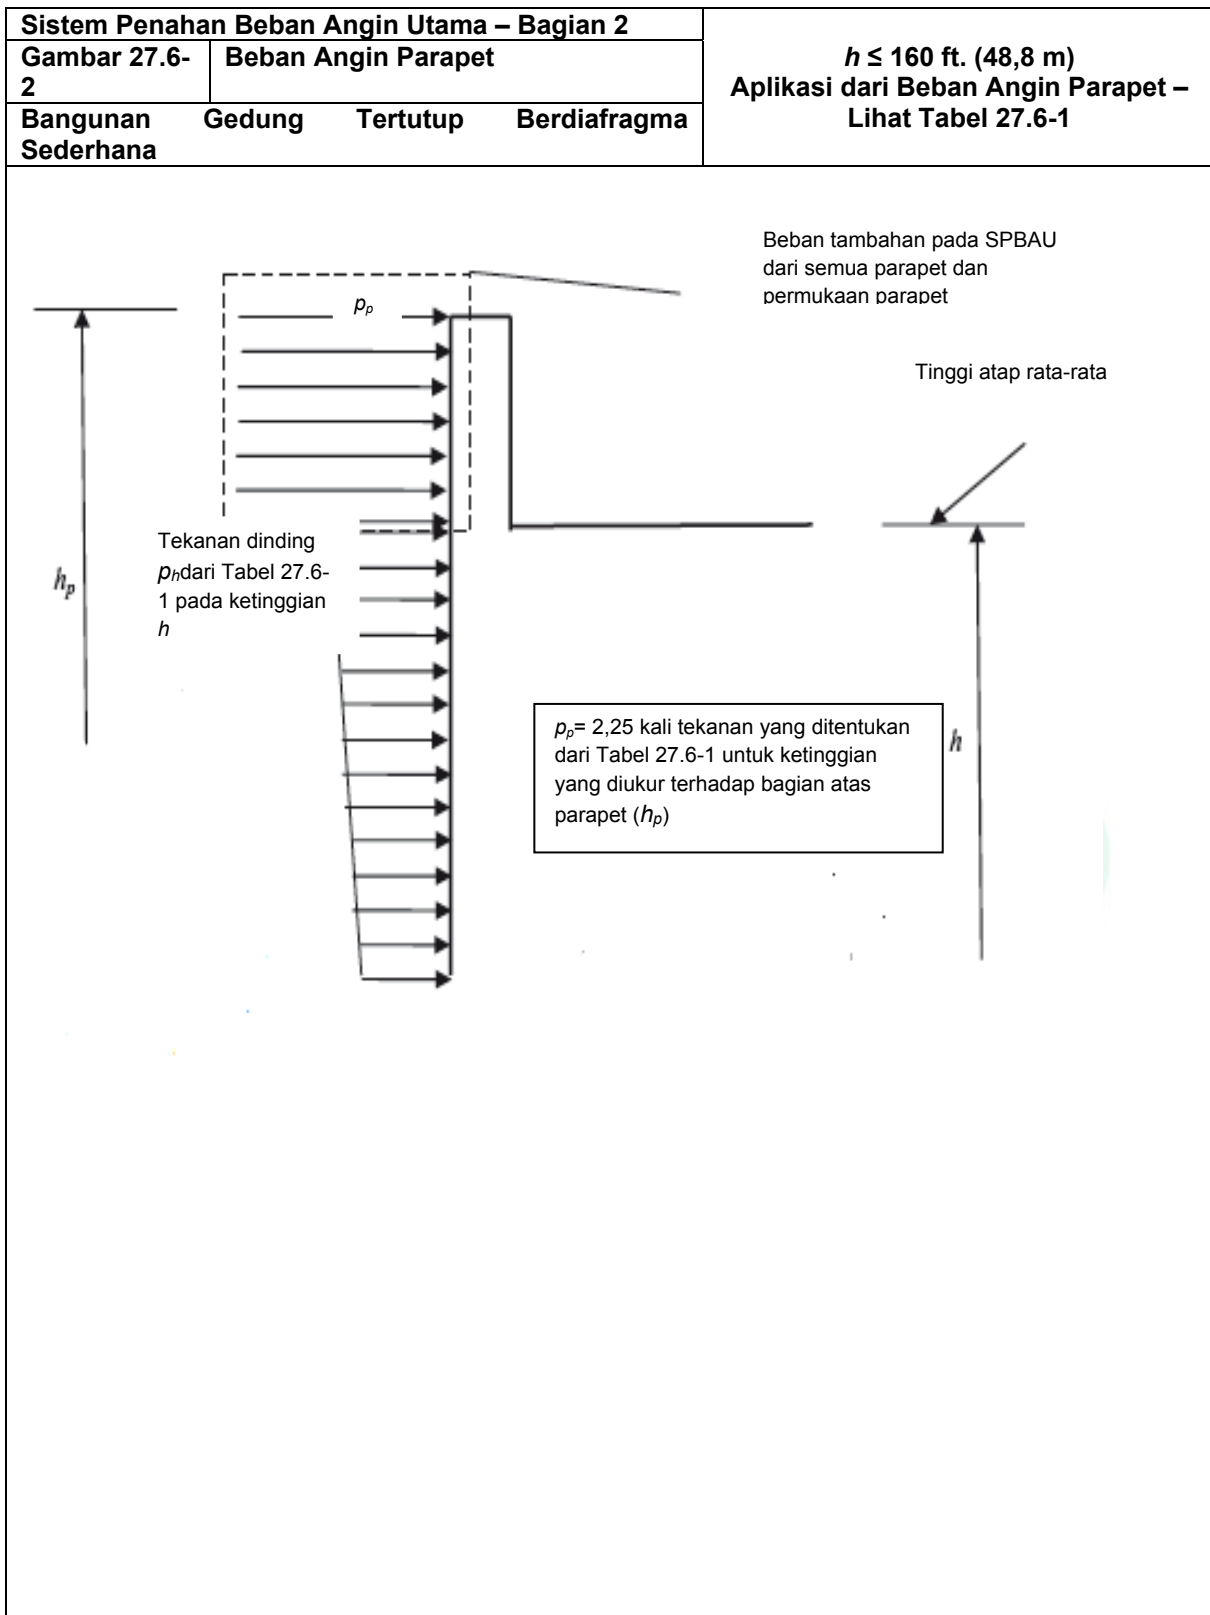 Sistem Penahan Beban Angin Utama – Bagian 2
Gambar 27.6-
2
Beban Angin Parapet
Bangunan Gedung Tertutup Berdiafragma
Sederhana
h ≤ 160 ft. (48,8 m)
Aplikasi dari Beban Angin Parapet –
Lihat Tabel 27.6-1
Beban tambahan pada SPBAU
dari semua parapet dan
permukaan parapet
pp
Tinggi atap rata-rata
Tekanan dinding
phdari Tabel 27.6-
1 pada ketinggian
h
hp
pp= 2,25 kali tekanan yang ditentukan
dari Tabel 27.6-1 untuk ketinggian
yang diukur terhadap bagian atas
parapet (hp)
h